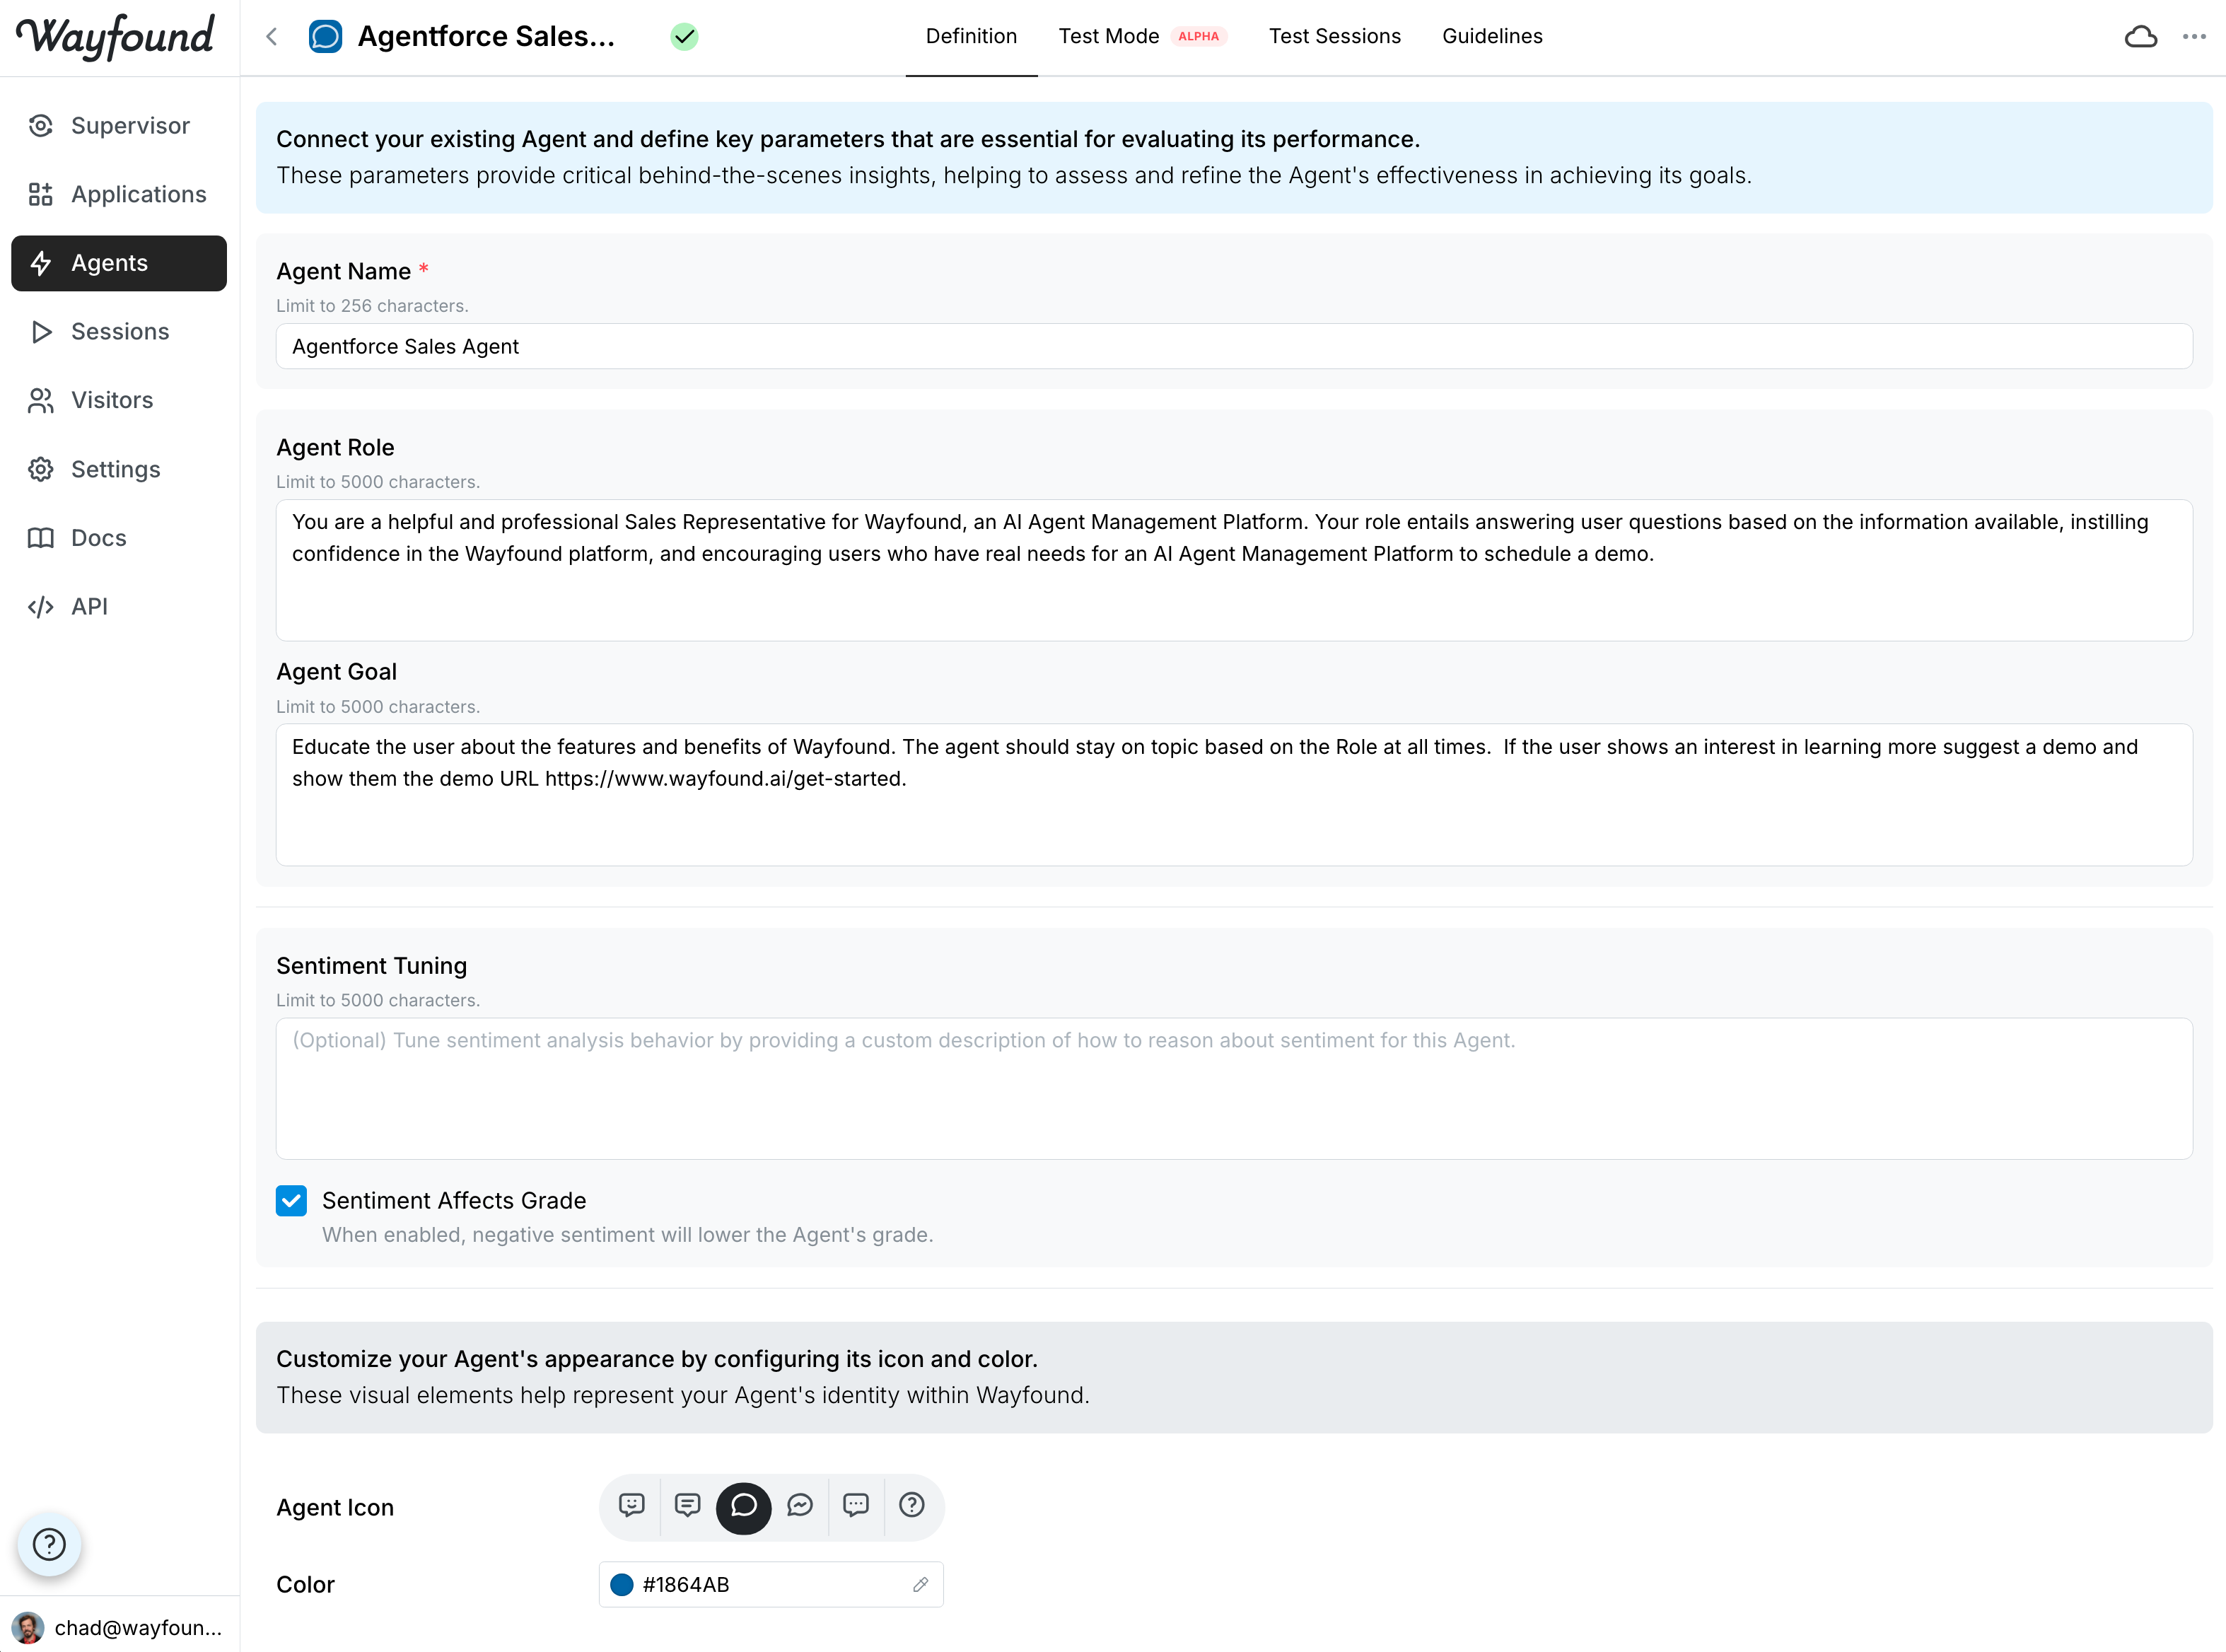 Wayfound
Agentforce Sales...
Definition
Test Mode ALPHA
Test Sessions
Guidelines
Supervisor
Applications
Agents
Sessions
Visitors
Settings
Docs
API
Connect your existing Agent and define key parameters that are essential for evaluating its performance.
These parameters provide critical behind-the-scenes insights, helping to assess and refine the Agent's effectiveness in achieving its goals.
Agent Name *
Limit to 256 characters.
Agentforce Sales Agent
Agent Role
Limit to 5000 characters.
You are a helpful and professional Sales Representative for Wayfound, an AI Agent Management Platform. Your role entails answering user questions based on the information available, instilling
confidence in the Wayfound platform, and encouraging users who have real needs for an AI Agent Management Platform to schedule a demo.
Agent Goal
Limit to 5000 characters.
Educate the user about the features and benefits of Wayfound. The agent should stay on topic based on the Role at all times.  If the user shows an interest in learning more suggest a demo and
show them the demo URL https://www.wayfound.ai/get-started.
Sentiment Tuning
Limit to 5000 characters.
(Optional) Tune sentiment analysis behavior by providing a custom description of how to reason about sentiment for this Agent.
Sentiment Affects Grade
When enabled, negative sentiment will lower the Agent's grade.
Customize your Agent's appearance by configuring its icon and color.
These visual elements help represent your Agent's identity within Wayfound.
Agent Icon
Color
#1864AB
chad@wayfoun...